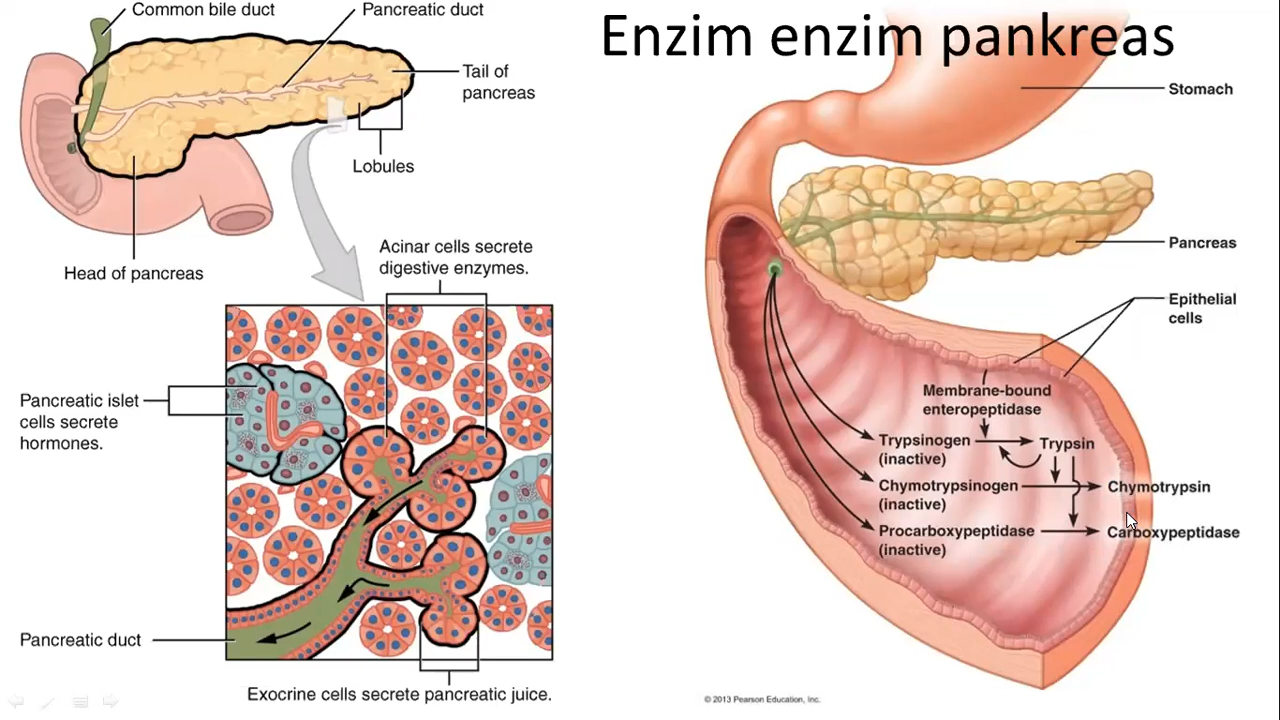 Enzim enzim pankreas
Common bile duct
Pancreatic duct
Tail of
pancreas
Lobules
Head of pancreas
Acinar cells secrete
digestive enzymes.
Pancreatic islet
cells secrete
hormones.
Pancreatic duct
Exocrine cells secrete pancreatic juice.
Stomach
Pancreas
Epithelial
cells
Membrane-bound
enteropeptidase
Trypsinogen
(inactive)
Trypsin
Chymotrypsinogen
(inactive)
Chymotrypsin
Procarboxypeptidase
(inactive)
Carboxypeptidase
© 2013 Pearson Education, Inc.